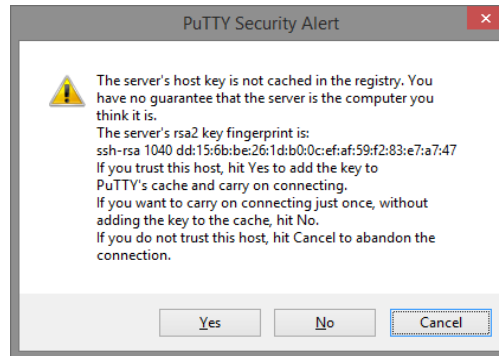 PuTTY Security Alert
The server's host key is not cached in the registry. You
have no guarantee that the server is the computer you
think it is.
The server's rsa2 key fingerprint is:
ssh-rsa 1040 dd:15:6b:be:26:1d:b0:0c:ef:af:59:f2:83:e7:a7:47
If you trust this host, hit Yes to add the key to
PuTTY's cache and carry on connecting.
If you want to carry on connecting just once, without
adding the key to the cache, hit No.
If you do not trust this host, hit Cancel to abandon the
connection.
Yes No Cancel